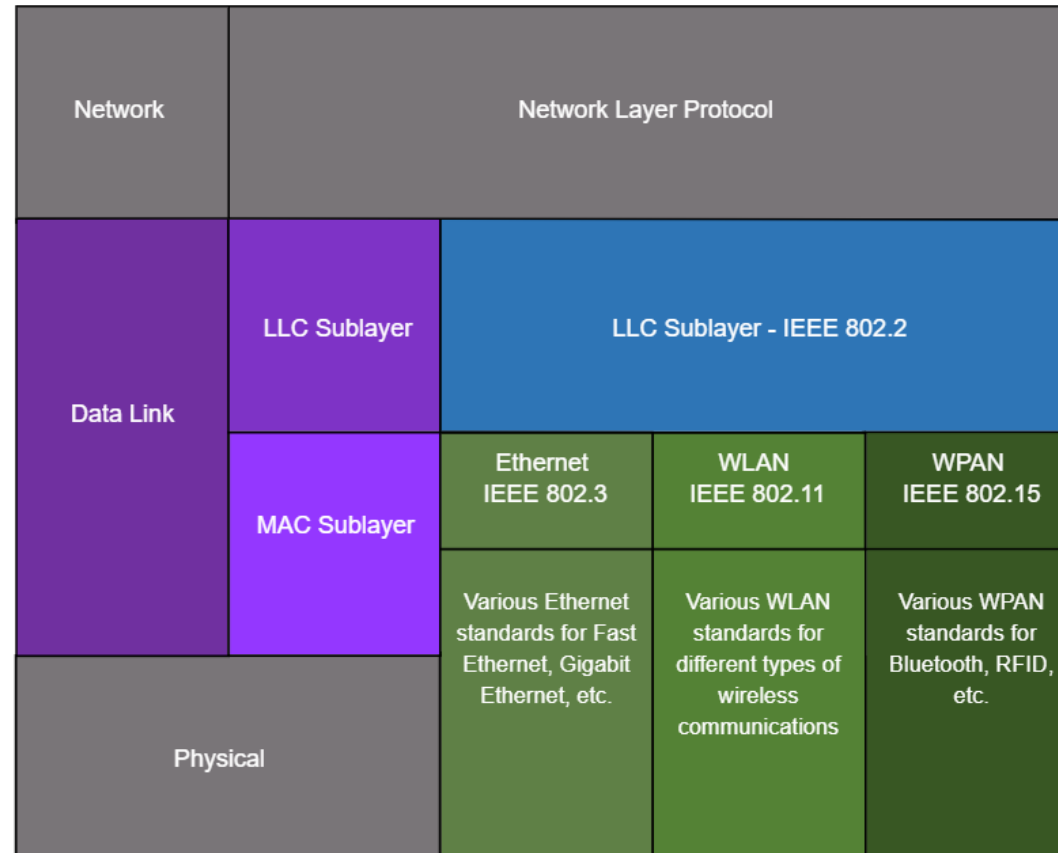 Network
Network Layer Protocol
Data Link
LLC Sublayer
LLC Sublayer - IEEE 802.2
MAC Sublayer
Ethernet
IEEE 802.3
WLAN
IEEE 802.11
WPAN
IEEE 802.15
Various Ethernet
standards for Fast
Ethernet, Gigabit
Ethernet, etc.
Various WLAN
standards for
different types of
wireless
communications
Various WPAN
standards for
Bluetooth, RFID,
etc.
Physical